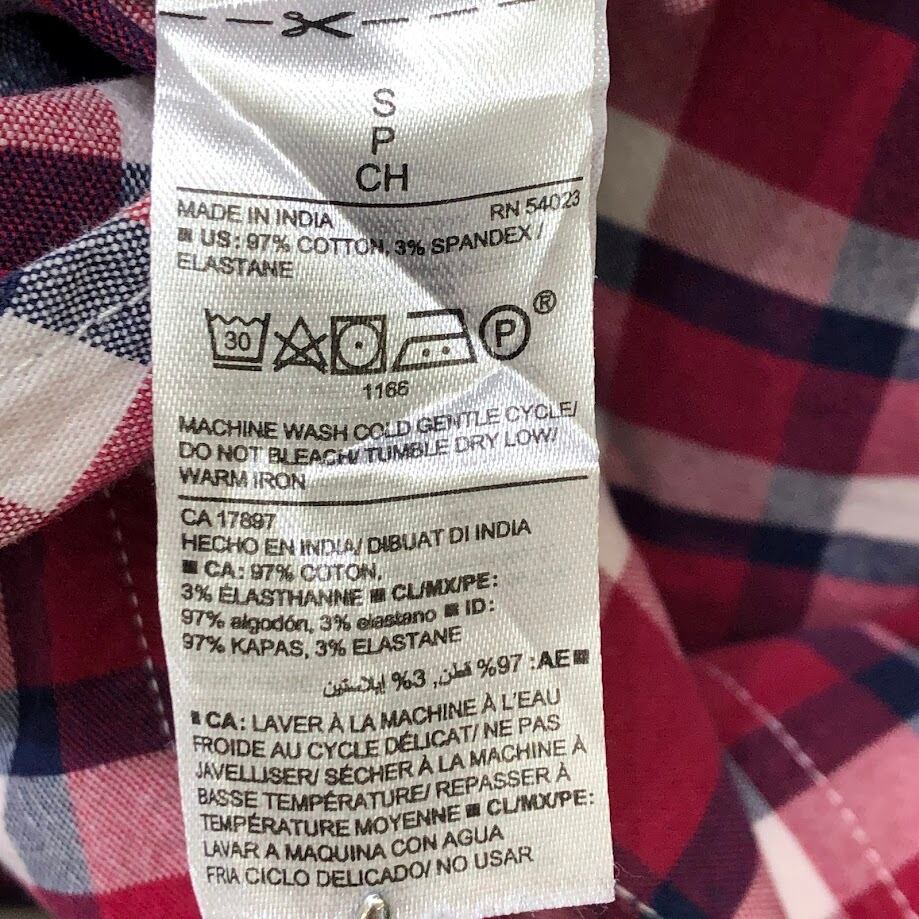 S
P
CH
MADE IN INDIA RN 54023
US: 97% COTTON, 3% SPANDEX /
ELASTANE
30 P ®
1166
MACHINE WASH COLD GENTLE CYCLE/
DO NOT BLEACH/ TUMBLE DRY LOW/
WARM IRON
CA 17897
HECHO EN INDIA/ DIBUAT DI INDIA
CA: 97% COTON,
3% ÉLASTHANNE CL/MX/PE:
97% algodón, 3% elastano ID:
97% KAPAS, 3% ELASTANE
AE: 97% قطن, 3% إيلاستين
CA: LAVER À LA MACHINE À L'EAU
FROIDE AU CYCLE DÉLICAT/ NE PAS
JAVELLISER/ SÉCHER À LA MACHINE À
BASSE TEMPÉRATURE/ REPASSER À
TEMPÉRATURE MOYENNE CL/MX/PE:
LAVAR A MAQUINA CON AGUA
FRIA CICLO DELICADO/ NO USAR